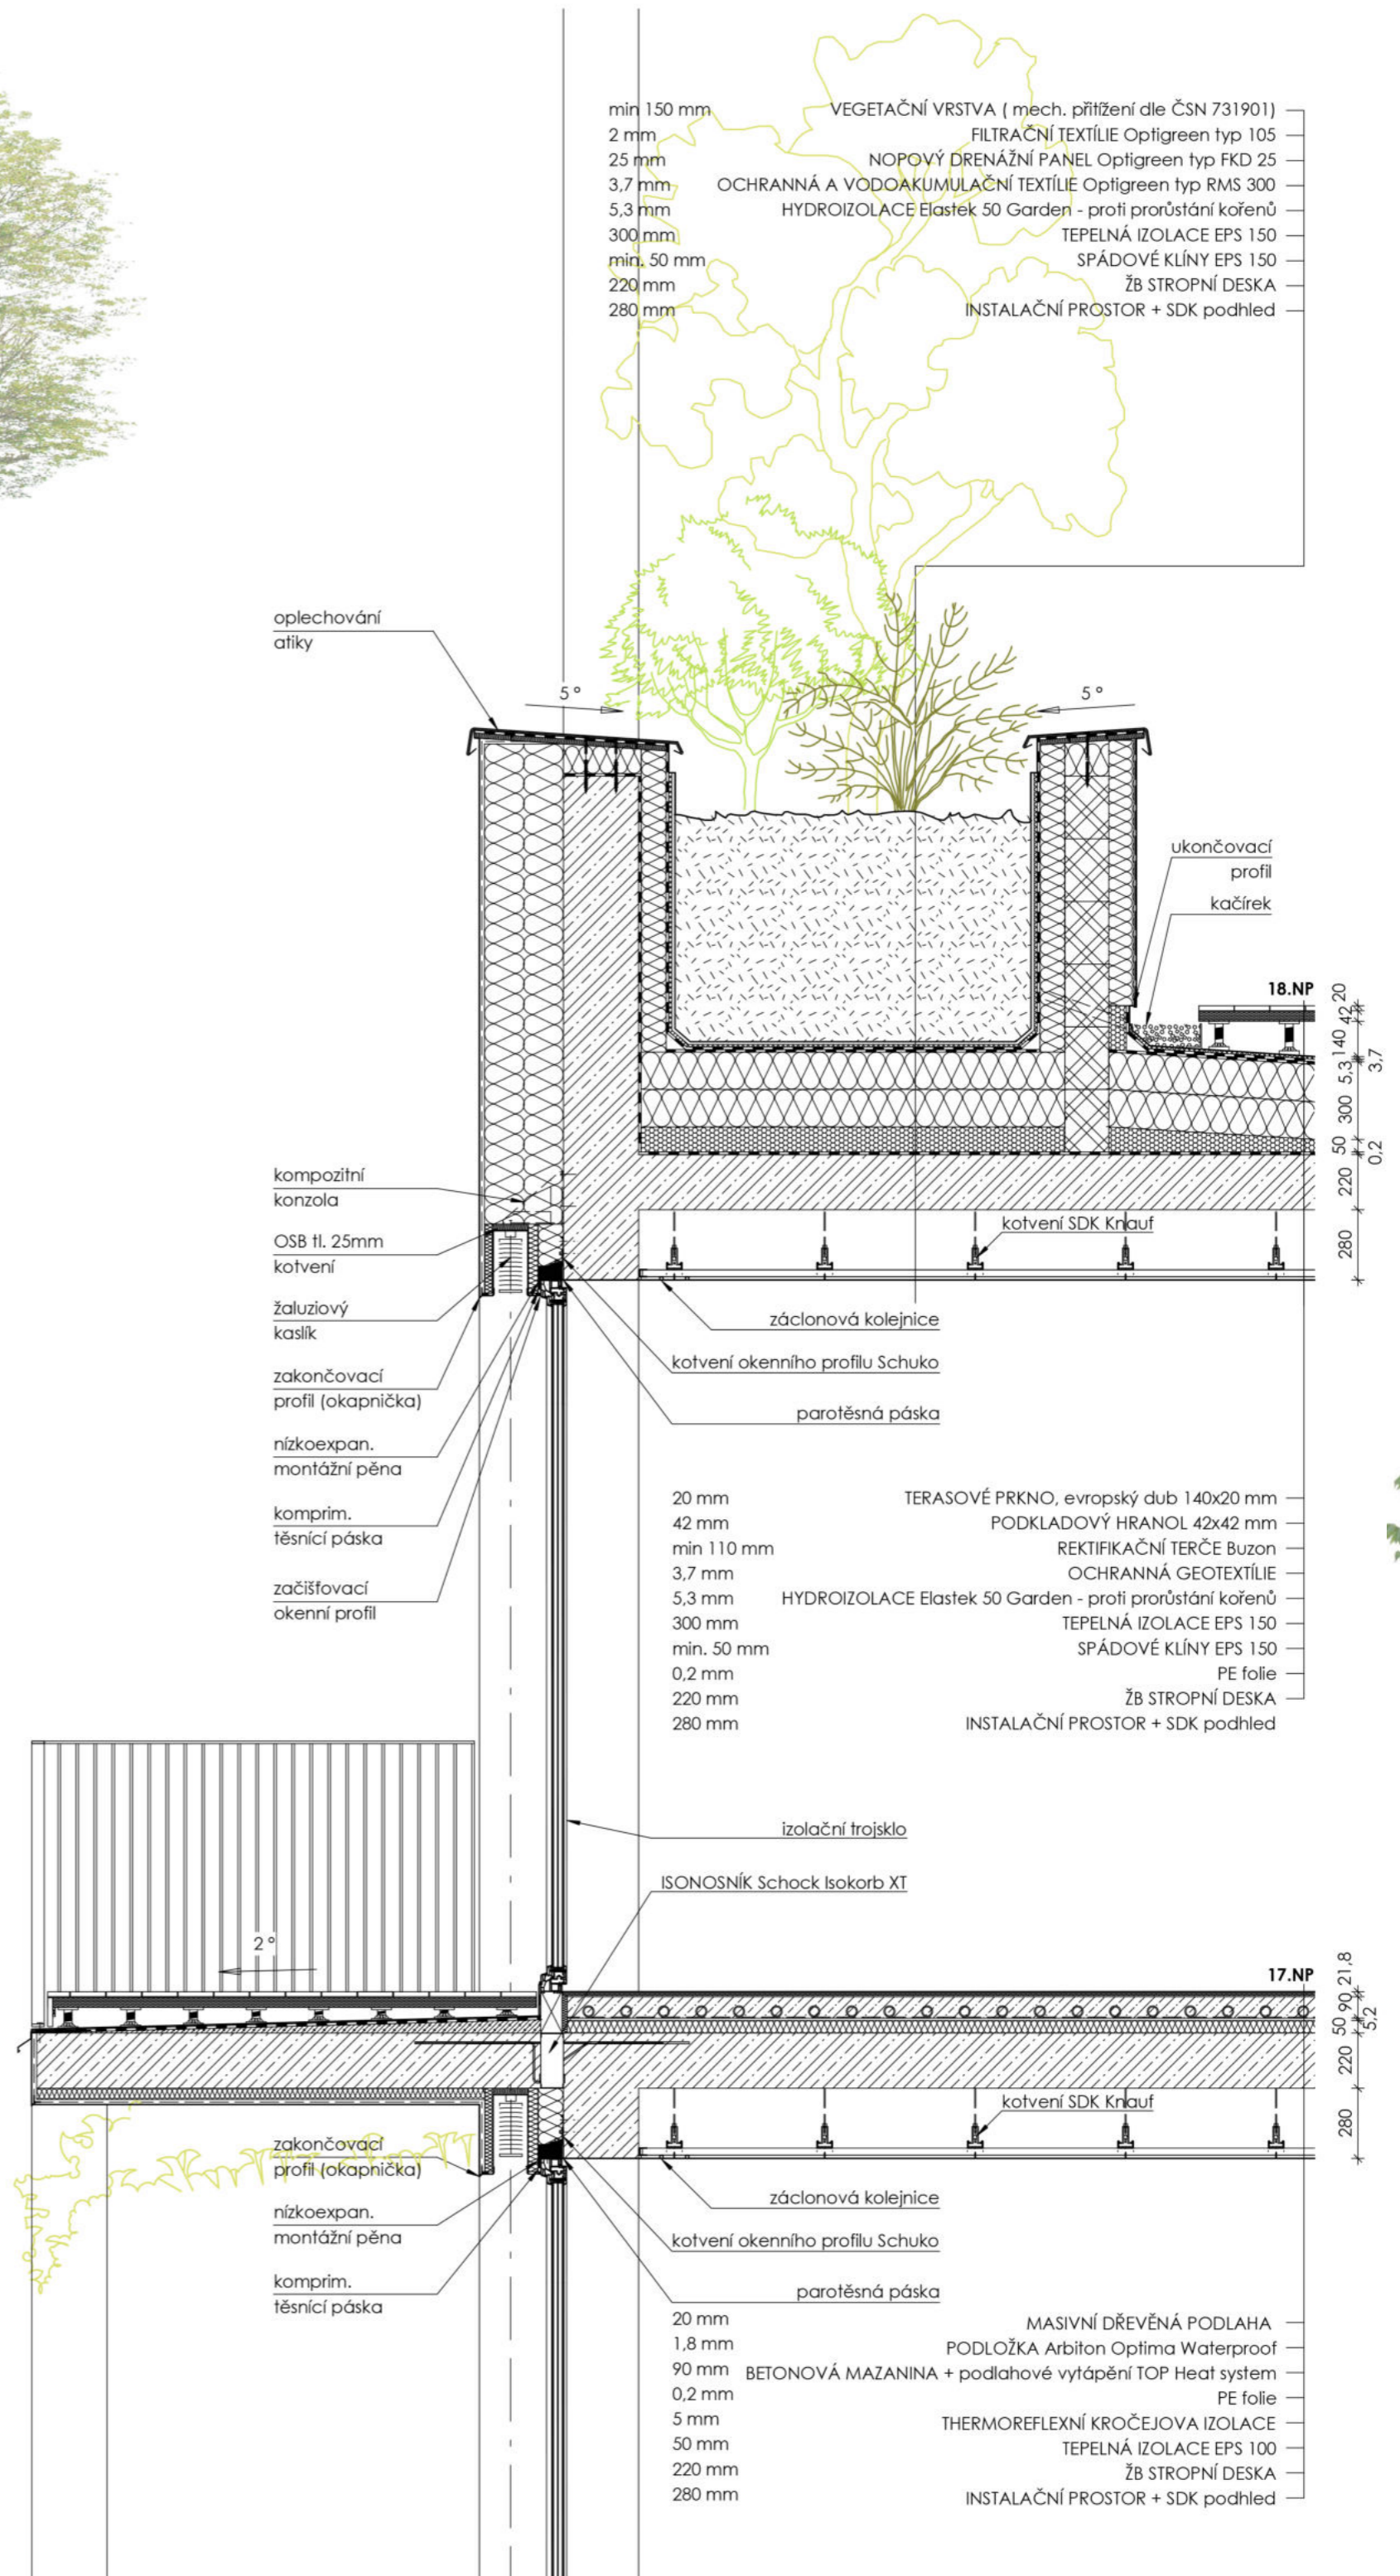 min 150 mm VEGETAČNÍ VRSTVA ( mech. přitížení dle ČSN 731901)
2 mm FILTRAČNÍ TEXTÍLIE Optigreen typ 105
25 mm NOPOVÝ DRENÁŽNÍ PANEL Optigreen typ FKD 25
3,7 mm OCHRANNÁ A VODOAKUMULAČNÍ TEXTÍLIE Optigreen typ RMS 300
5,3 mm HYDROIZOLACE Elastek 50 Garden - proti prorůstání kořenů
300 mm TEPELNÁ IZOLACE EPS 150
min. 50 mm SPÁDOVÉ KLÍNY EPS 150
220 mm ŽB STROPNÍ DESKA
280 mm INSTALAČNÍ PROSTOR + SDK podhled
oplechování
atiky
5 °
5 °
ukončovací
profil
kačírek
18.NP
20
42
140
5,3
3,7
300
50
0,2
220
280
kompozitní
konzola
OSB tl. 25mm
kotvení
žaluziový
kaslík
zakončovací
profil (okapnička)
nízkoexpan.
montážní pěna
komprim.
těsnící páska
začišťovací
okenní profil
kotvení SDK Knauf
záclonová kolejnice
kotvení okenního profilu Schuko
parotěsná páska
20 mm TERASOVÉ PRKNO, evropský dub 140x20 mm
42 mm PODKLADOVÝ HRANOL 42x42 mm
min 110 mm REKTIFIKAČNÍ TERČE Buzon
3,7 mm OCHRANNÁ GEOTEXTÍLIE
5,3 mm HYDROIZOLACE Elastek 50 Garden - proti prorůstání kořenů
300 mm TEPELNÁ IZOLACE EPS 150
min. 50 mm SPÁDOVÉ KLÍNY EPS 150
0,2 mm PE folie
220 mm ŽB STROPNÍ DESKA
280 mm INSTALAČNÍ PROSTOR + SDK podhled
izolační trojsklo
ISONOSNÍK Schock Isokorb XT
2 °
17.NP
21,8
90
5,2
50
220
280
kotvení SDK Knauf
zakončovací
profil (okapnička)
nízkoexpan.
montážní pěna
komprim.
těsnící páska
záclonová kolejnice
kotvení okenního profilu Schuko
parotěsná páska
20 mm MASIVNÍ DŘEVĚNÁ PODLAHA
1,8 mm PODLOŽKA Arbiton Optima Waterproof
90 mm BETONOVÁ MAZANINA + podlahové vytápění TOP Heat system
0,2 mm PE folie
5 mm THERMOREFLEXNÍ KROČEJOVA IZOLACE
50 mm TEPELNÁ IZOLACE EPS 100
220 mm ŽB STROPNÍ DESKA
280 mm INSTALAČNÍ PROSTOR + SDK podhled